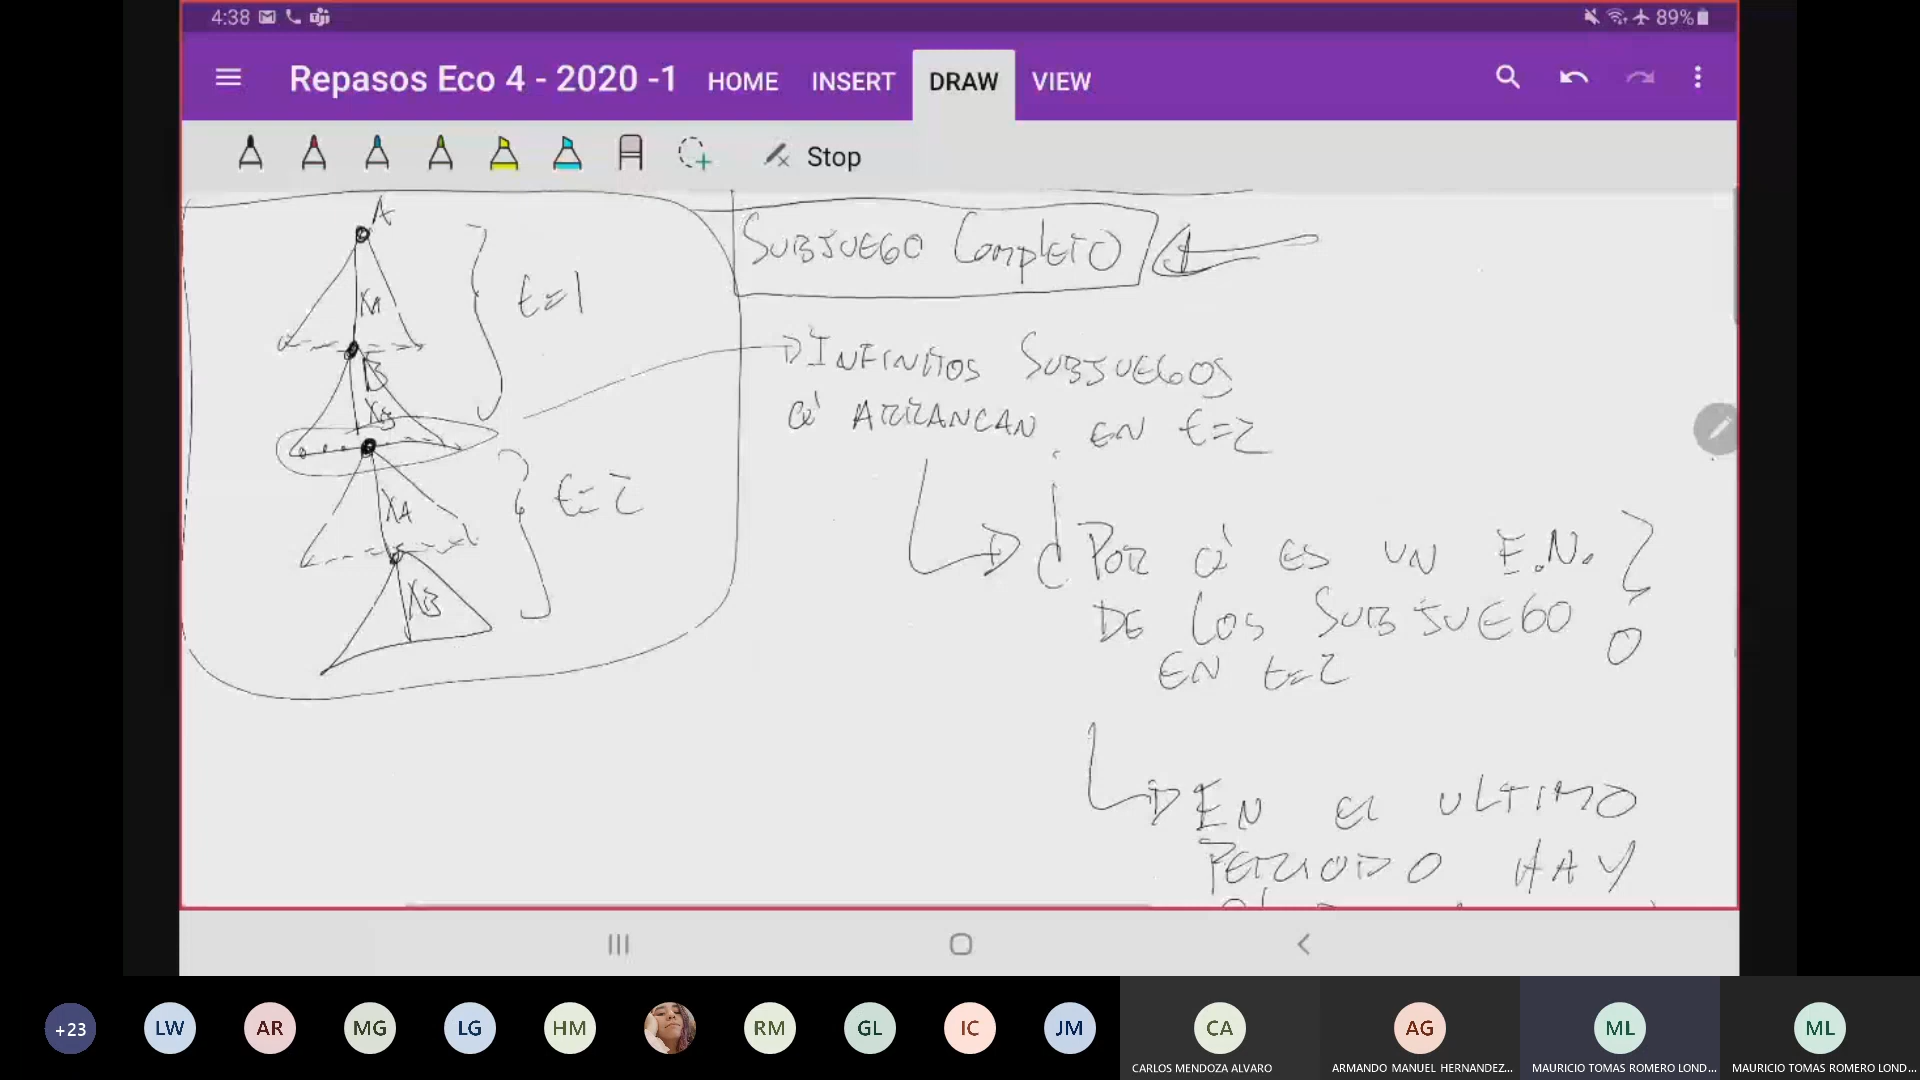 4:38
89%
Repasos Eco 4 - 2020 -1
HOME
INSERT
DRAW
VIEW
Stop
A
XA
B
XB
t=1
XA
XB
t=2
SUBJUEGO COMPLETO
INFINITOS SUBJUEGOS
Q' ARRANCAN EN t=2
¿POR Q' ES UN E.N. ?
DE LOS SUBJUEGO
EN t=2
EN EL ULTIMO
PERIODO HAY
+23
LW
AR
MG
LG
HM
RM
GL
IC
JM
CA
AG
ML
ML
CARLOS MENDOZA ALVARO
ARMANDO MANUEL HERNANDEZ...
MAURICIO TOMAS ROMERO LOND...
MAURICIO TOMAS ROMERO LOND...